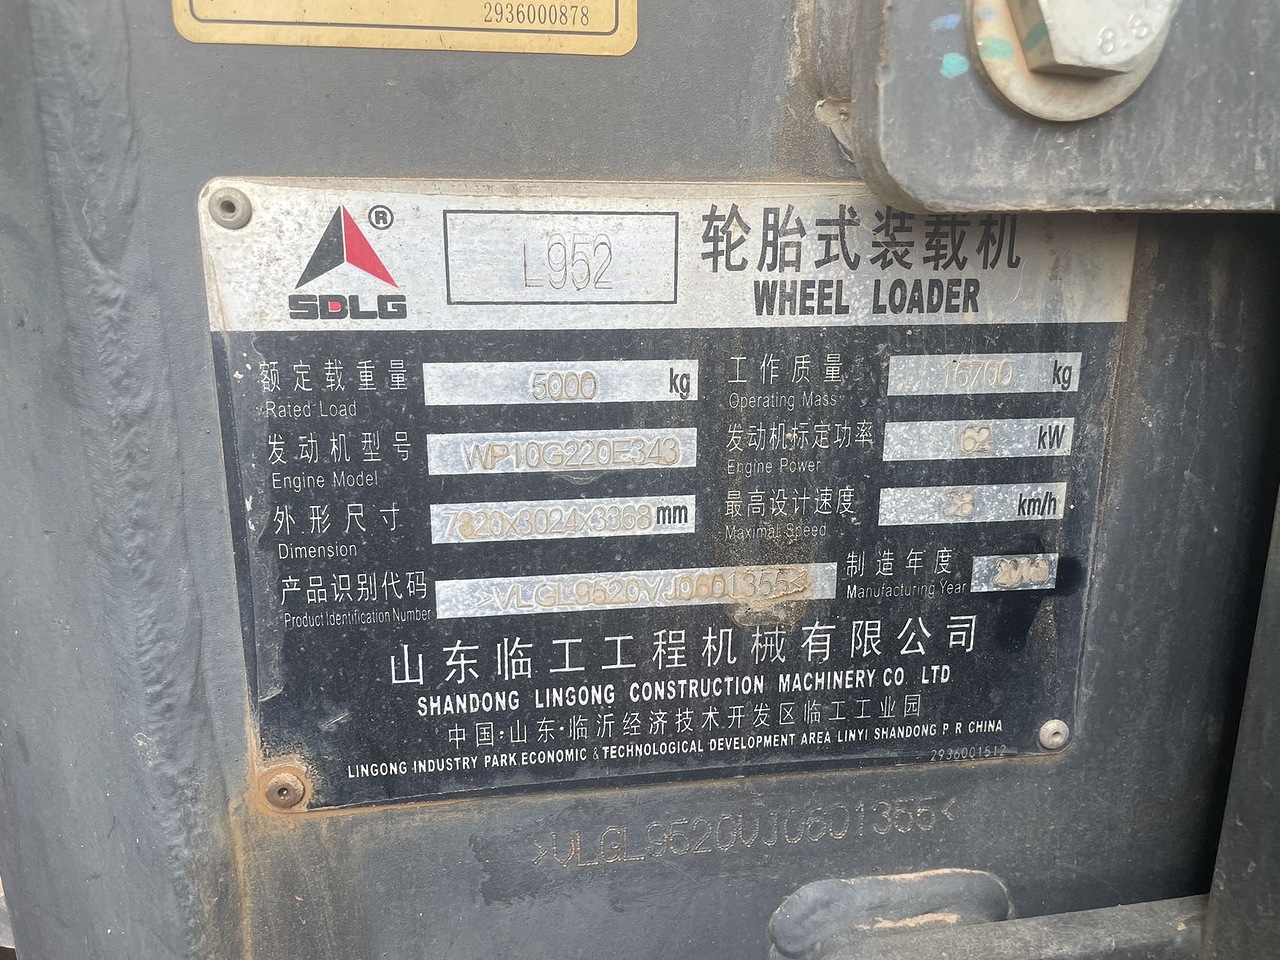 2936000878
8.8
SDLG ®
L952
轮胎式装载机
WHEEL LOADER
额定载重量 5000 kg
Rated Load
工作质量 16700 kg
Operating Mass
发动机型号 WP10G220E343
Engine Model
发动机标定功率 162 kW
Engine Power
外形尺寸 7820x3024x3368 mm
Dimension
最高设计速度 38 km/h
Maximal Speed
产品识别代码 >VLGL9520VJ0601355<
Product Identification Number
制造年度
Manufacturing Year
山东临工工程机械有限公司
SHANDONG LINGONG CONSTRUCTION MACHINERY CO LTD
中国·山东·临沂经济技术开发区临工工业园
LINGONG INDUSTRY PARK ECONOMIC & TECHNOLOGICAL DEVELOPMENT AREA LINYI SHANDONG P R CHINA
2936001512
>VLGL9520VJ0601355<